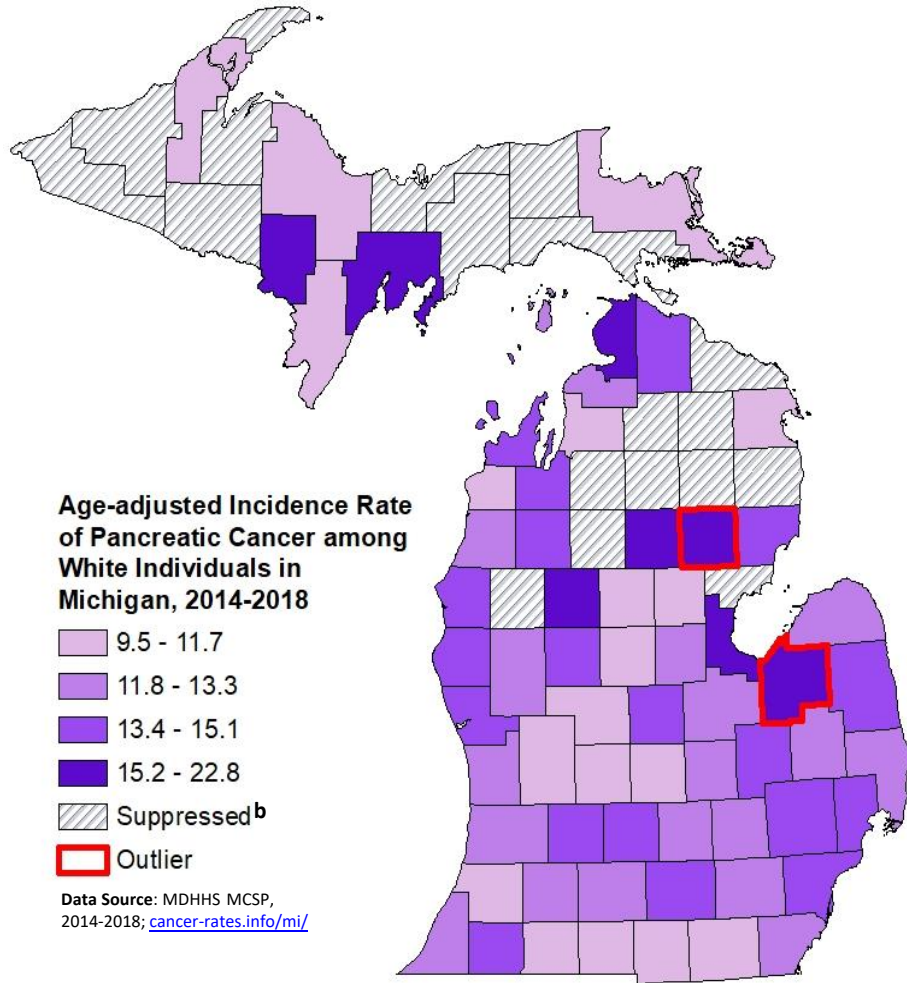 Age-adjusted Incidence Rate
of Pancreatic Cancer among
White Individuals in
Michigan, 2014-2018
9.5 - 11.7
11.8 - 13.3
13.4 - 15.1
15.2 - 22.8
Suppressed b
Outlier
Data Source: MDHHS MCSP,
2014-2018; cancer-rates.info/mi/